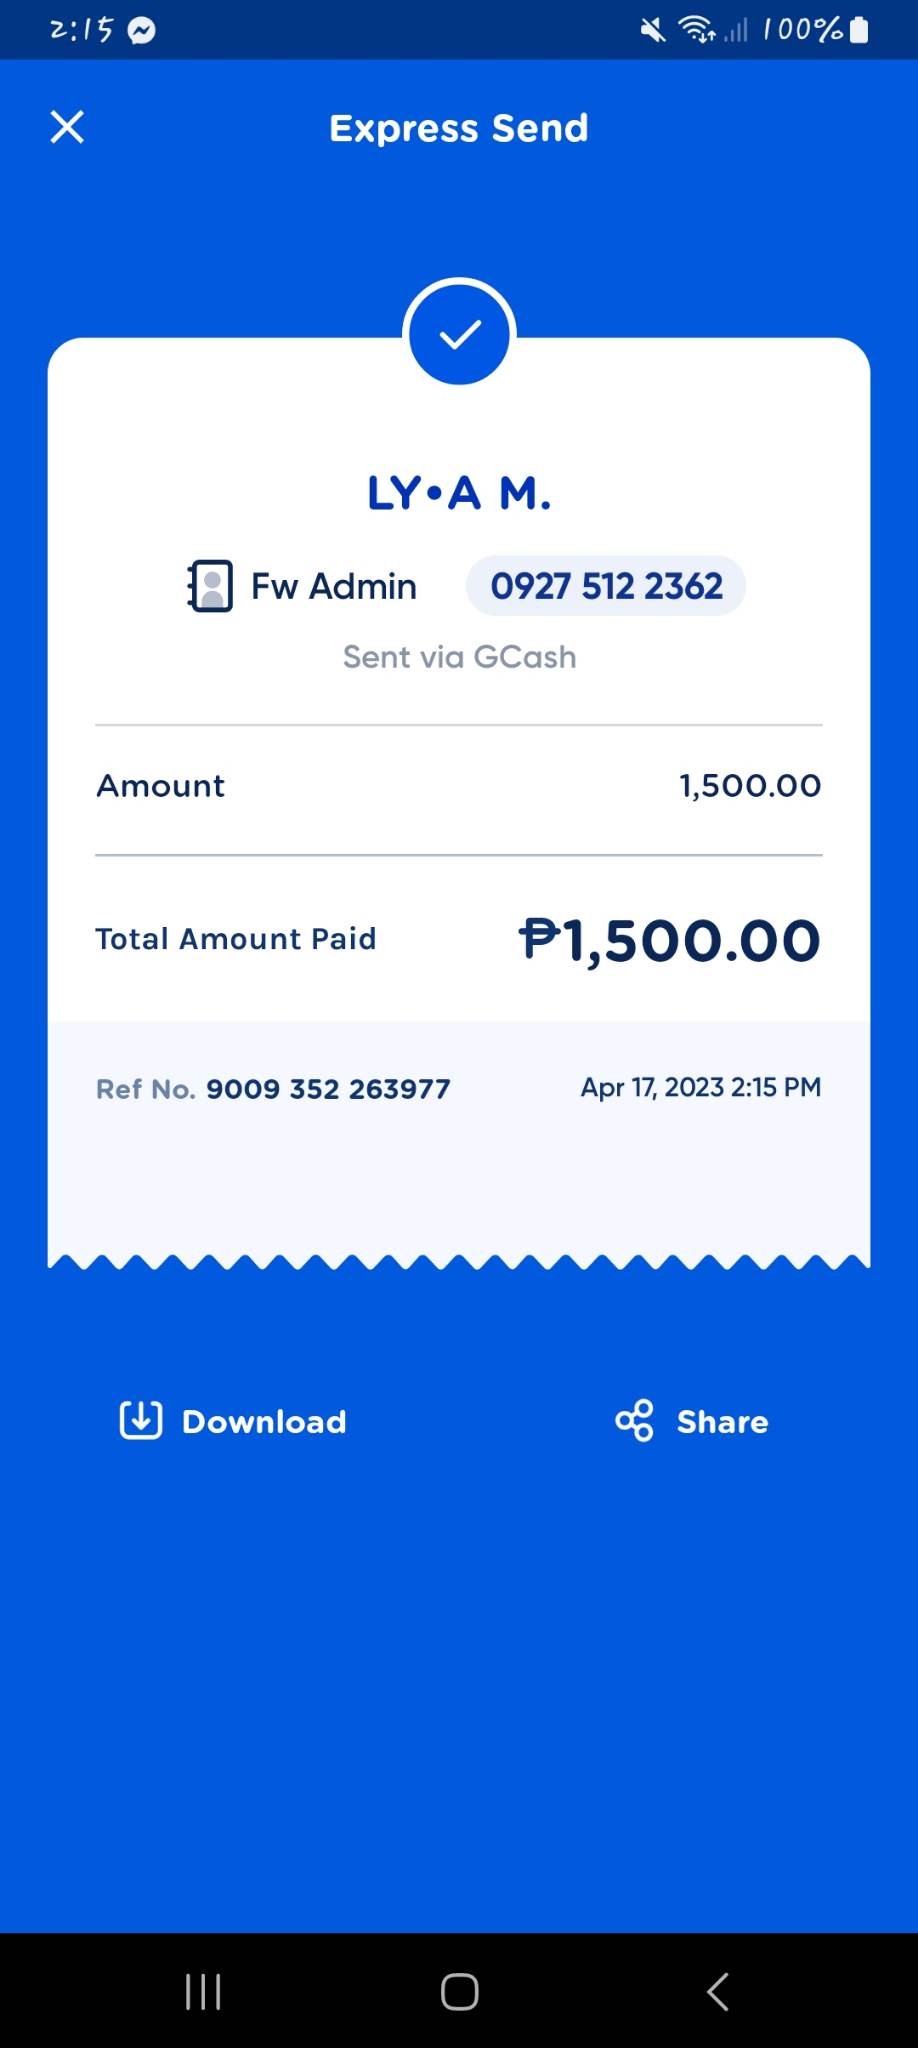 2:15 100%
Express Send
LY•A M.
Fw Admin 0927 512 2362
Sent via GCash
Amount 1,500.00
Total Amount Paid ₱1,500.00
Ref No. 9009 352 263977 Apr 17, 2023 2:15 PM
Download Share